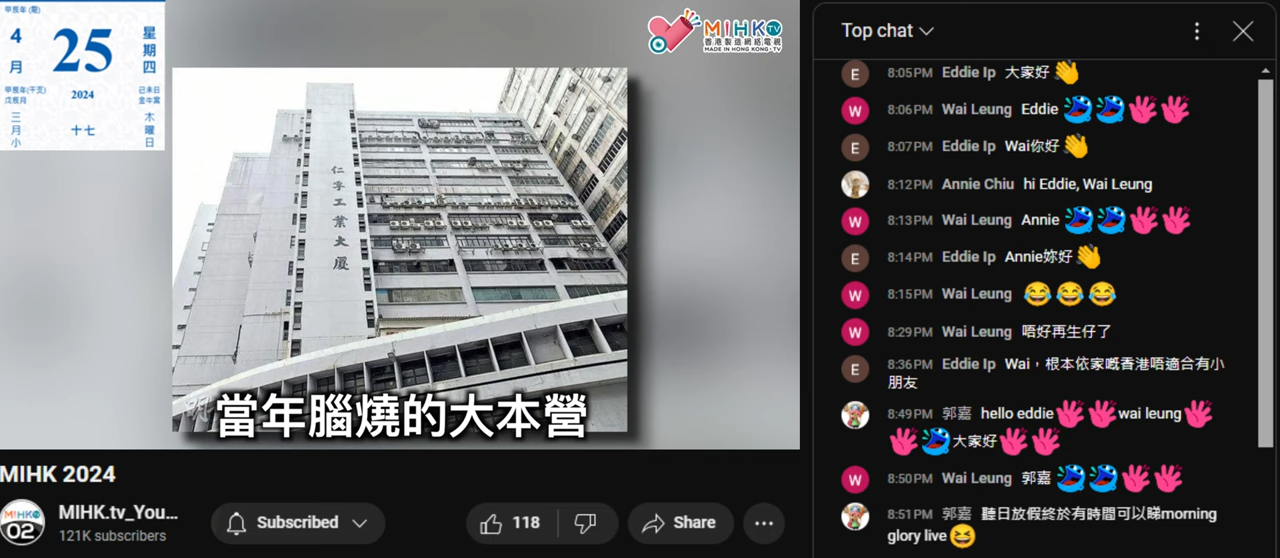 甲辰年 (龍)
4
月
25
星期四
甲辰年(干支)
戊辰月
2024
己未日
金牛宮
三月小
十七
木曜日
MIHK TV
香港製造網絡電視
MADE IN HONG KONG • TV
仁孚工業大廈
當年腦燒的大本營
MIHK 2024
MIHK TV
02
MIHK.tv_You...
121K subscribers
Subscribed
118
Share
Top chat
E
8:05 PM Eddie Ip 大家好
W
8:06 PM Wai Leung Eddie
E
8:07 PM Eddie Ip Wai你好
8:12 PM Annie Chiu hi Eddie, Wai Leung
W
8:13 PM Wai Leung Annie
E
8:14 PM Eddie Ip Annie妳好
W
8:15 PM Wai Leung 😂😂😂
W
8:29 PM Wai Leung 唔好再生仔了
E
8:36 PM Eddie Ip Wai，根本依家嘅香港唔適合有小
朋友
8:49 PM 郭嘉 hello eddie wai leung
大家好
W
8:50 PM Wai Leung 郭嘉
8:51 PM 郭嘉 聽日放假終於有時間可以睇morning
glory live😆